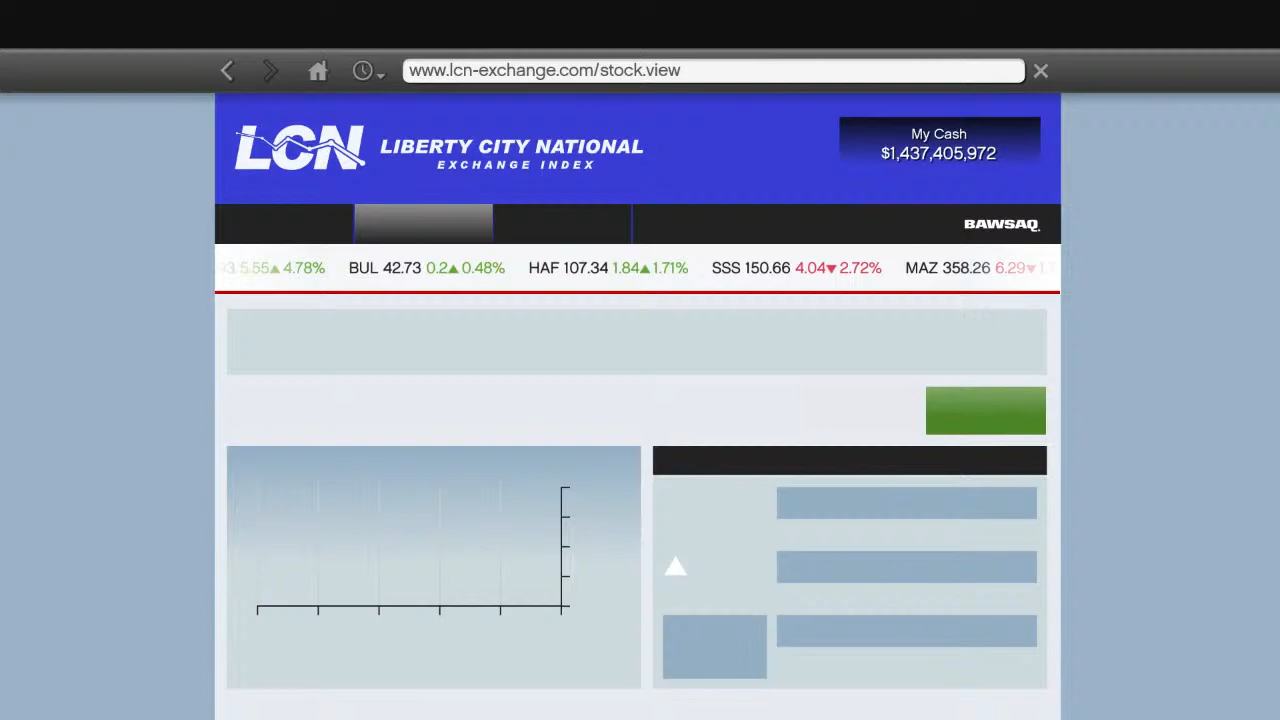 www.lcn-exchange.com/stock.view
LCN LIBERTY CITY NATIONAL
EXCHANGE INDEX
My Cash
$1,437,405,972
BAWSAQ
5.55▲ 4.78% BUL 42.73 0.2▲ 0.48% HAF 107.34 1.84▲ 1.71% SSS 150.66 4.04▼ 2.72% MAZ 358.26 6.29▼